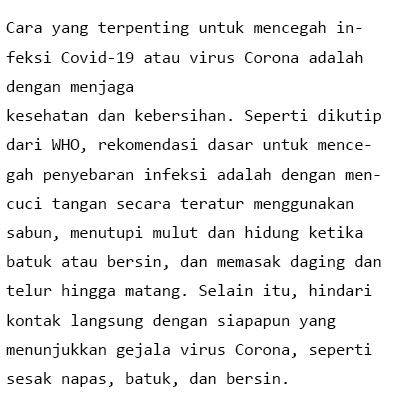 Cara yang terpenting untuk mencegah in-
feksi Covid-19 atau virus Corona adalah
dengan menjaga
kesehatan dan kebersihan. Seperti dikutip
dari WHO, rekomendasi dasar untuk mence-
gah penyebaran infeksi adalah dengan men-
cuci tangan secara teratur menggunakan
sabun, menutupi mulut dan hidung ketika
batuk atau bersin, dan memasak daging dan
telur hingga matang. Selain itu, hindari
kontak langsung dengan siapapun yang
menunjukkan gejala virus Corona, seperti
sesak napas, batuk, dan bersin.